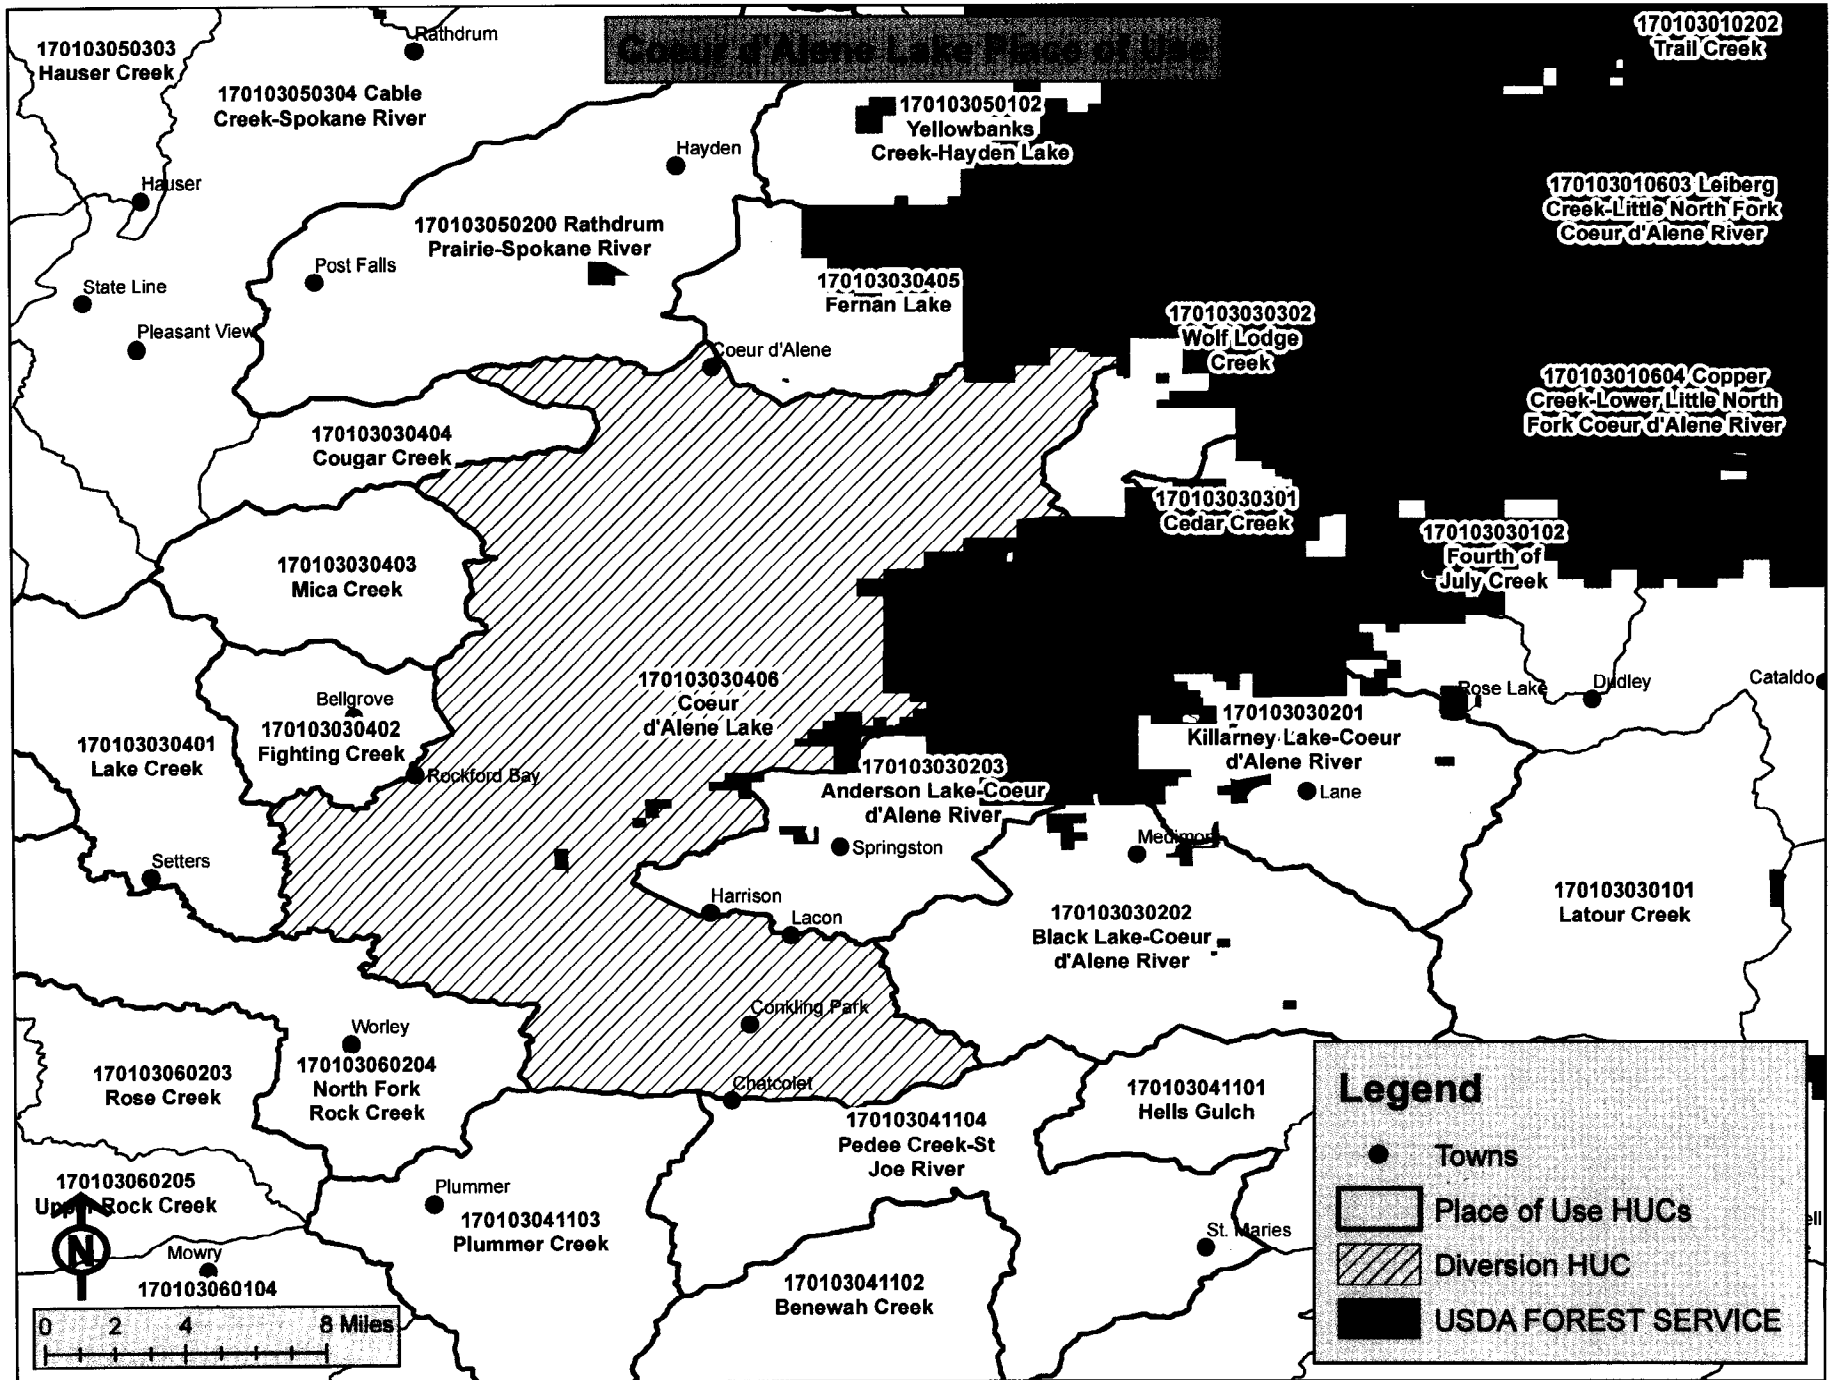 Coeur d'Alene Lake Place of Use
170103010202
Trail Creek
170103050303
Hauser Creek
Rathdrum
170103050304 Cable
Creek-Spokane River
170103050102
Yellowbanks
Creek-Hayden Lake
Hayden
Hauser
170103010603 Leiberg
Creek-Little North Fork
Coeur d'Alene River
170103050200 Rathdrum
Prairie-Spokane River
Post Falls
State Line
170103030405
Fernan Lake
Pleasant View
170103030302
Wolf Lodge
Creek
Coeur d'Alene
170103010604 Copper
Creek-Lower Little North
Fork Coeur d'Alene River
170103030404
Cougar Creek
170103030301
Cedar Creek
170103030102
Fourth of
July Creek
170103030403
Mica Creek
170103030406
Coeur
d'Alene Lake
Cataldo
Dudley
Rose Lake
Bellgrove
170103030402
Fighting Creek
170103030401
Lake Creek
170103030201
Killarney Lake-Coeur
d'Alene River
Rockford Bay
170103030203
Anderson Lake-Coeur
d'Alene River
Lane
Medimont
Springston
Setters
Harrison
Lacon
170103030101
Latour Creek
170103030202
Black Lake-Coeur
d'Alene River
Conkling Park
Worley
170103060203
Rose Creek
170103060204
North Fork
Rock Creek
Chatcolet
170103041101
Hells Gulch
170103041104
Pedee Creek-St
Joe River
170103060205
Upper Rock Creek
Plummer
170103041103
Plummer Creek
St. Maries
N
Mowry
170103060104
170103041102
Benewah Creek
0 2 4 8 Miles
Legend
Towns
Place of Use HUCs
Diversion HUC
USDA FOREST SERVICE